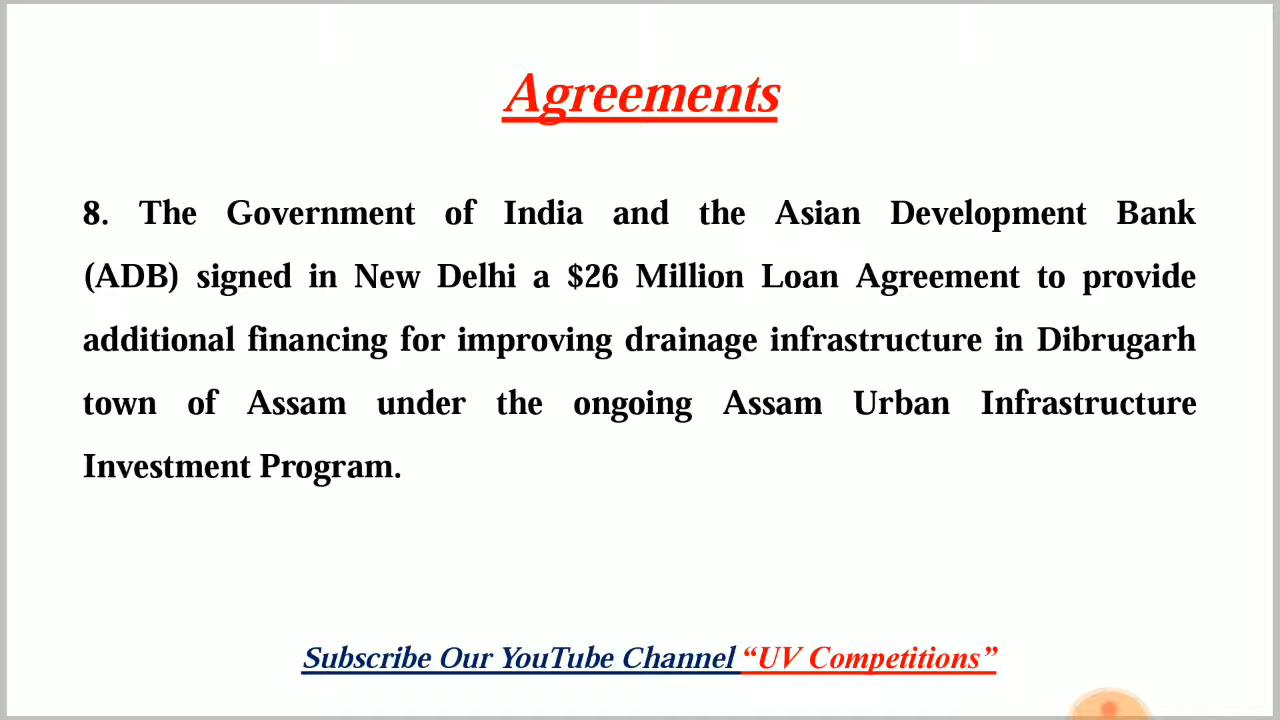 Agreements
8. The Government of India and the Asian Development Bank
(ADB) signed in New Delhi a $26 Million Loan Agreement to provide
additional financing for improving drainage infrastructure in Dibrugarh
town of Assam under the ongoing Assam Urban Infrastructure
Investment Program.
Subscribe Our YouTube Channel “UV Competitions”